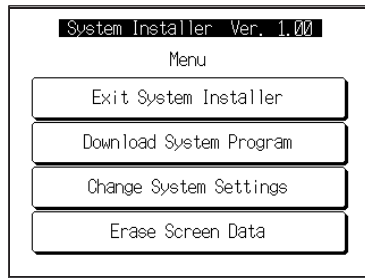 System Installer Ver. 1.00
Menu
Exit System Installer
Download System Program
Change System Settings
Erase Screen Data